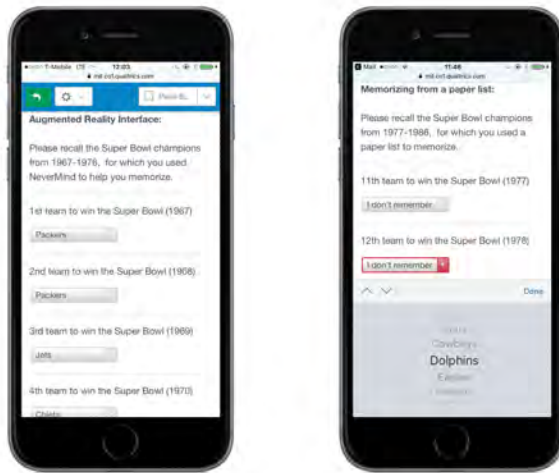 T-Mobile LTE 12:03
mit.co1.qualtrics.com
Augmented Reality Interface:
Please recall the Super Bowl champions
from 1967-1976, for which you used
NeverMind to help you memorize.
1st team to win the Super Bowl (1967)
Packers
2nd team to win the Super Bowl (1968)
Packers
3rd team to win the Super Bowl (1969)
Jets
4th team to win the Super Bowl (1970)
Chiefs
Mail 11:46
mit.co1.qualtrics.com
Memorizing from a paper list:
Please recall the Super Bowl champions
from 1977-1986, for which you used a
paper list to memorize.
11th team to win the Super Bowl (1977)
I don't remember
12th team to win the Super Bowl (1978)
I don't remember
Done
Cowboys
Dolphins